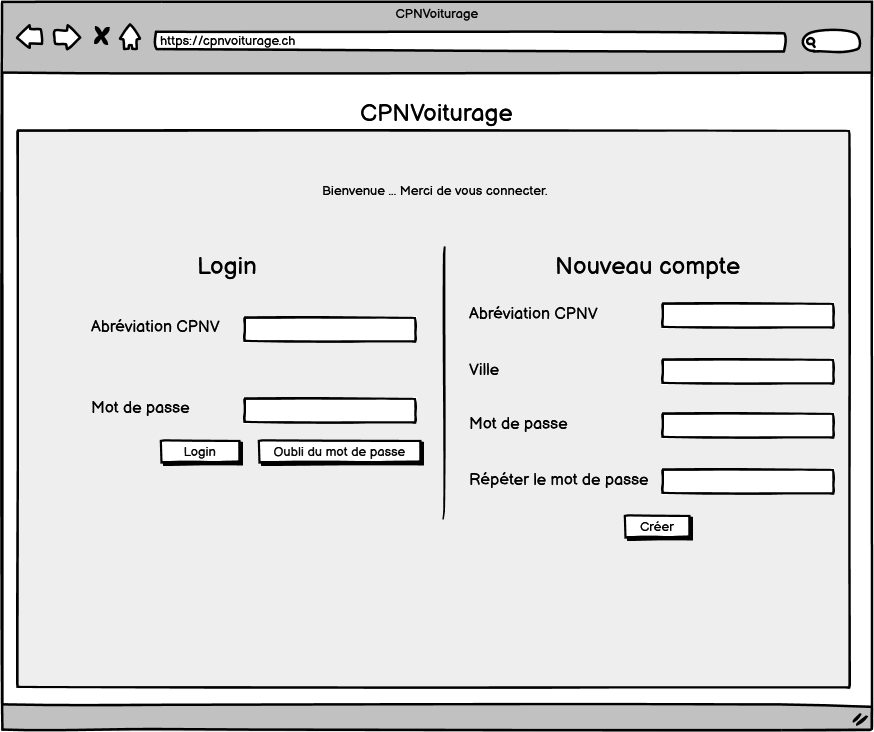 CPNVoiturage
https://cpnvoiturage.ch
CPNVoiturage
Bienvenue ... Merci de vous connecter.
Login
Abréviation CPNV
Mot de passe
Login
Oubli du mot de passe
Nouveau compte
Abréviation CPNV
Ville
Mot de passe
Répéter le mot de passe
Créer